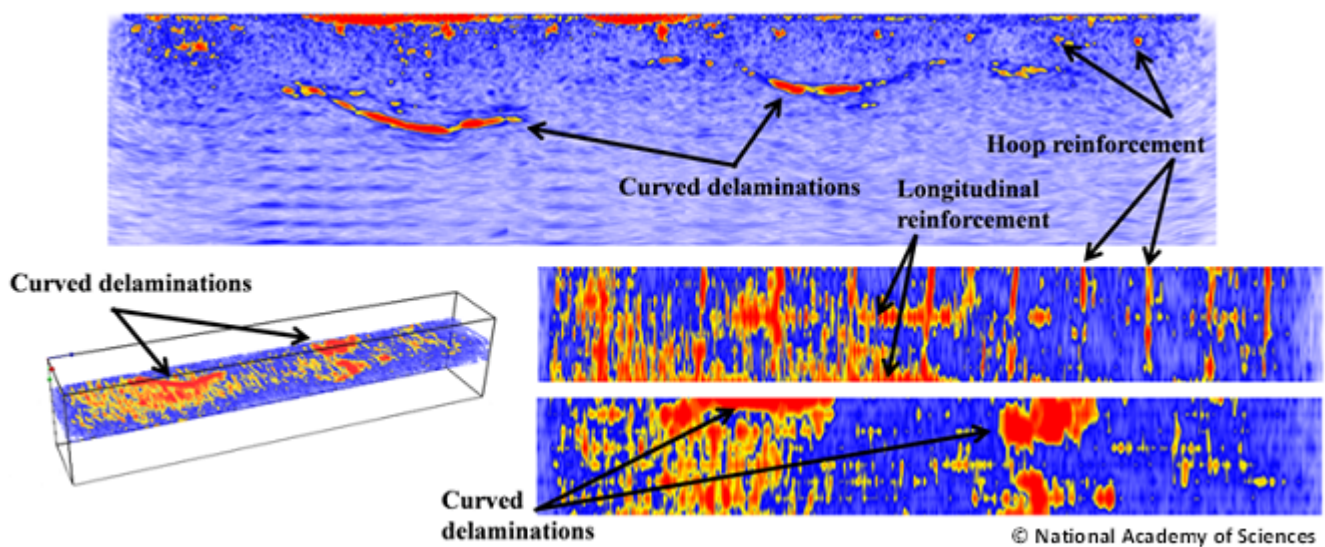 Hoop reinforcement
Curved delaminations
Longitudinal
reinforcement
Curved delaminations
Curved
delaminations
© National Academy of Sciences